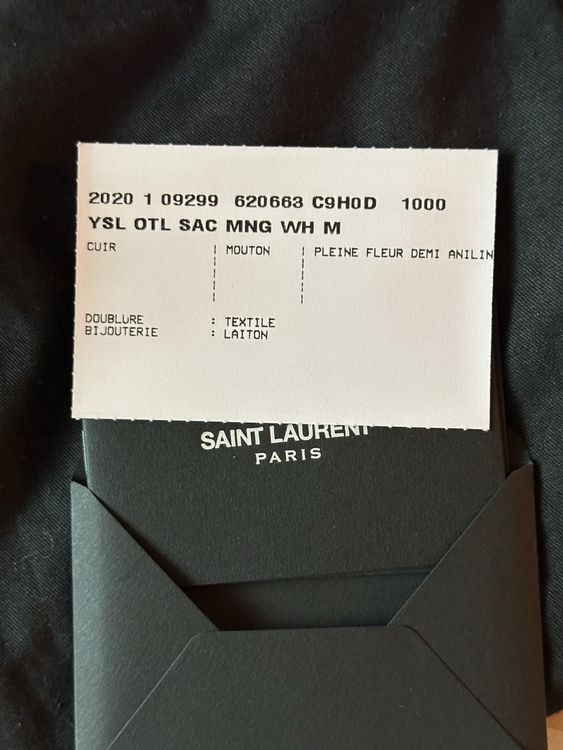 2020 1 09299 620663 C9H0D 1000
YSL OTL SAC MNG WH M
CUIR | MOUTON | PLEINE FLEUR DEMI ANILIN
DOUBLURE : TEXTILE
BIJOUTERIE : LAITON
SAINT LAURENT
PARIS